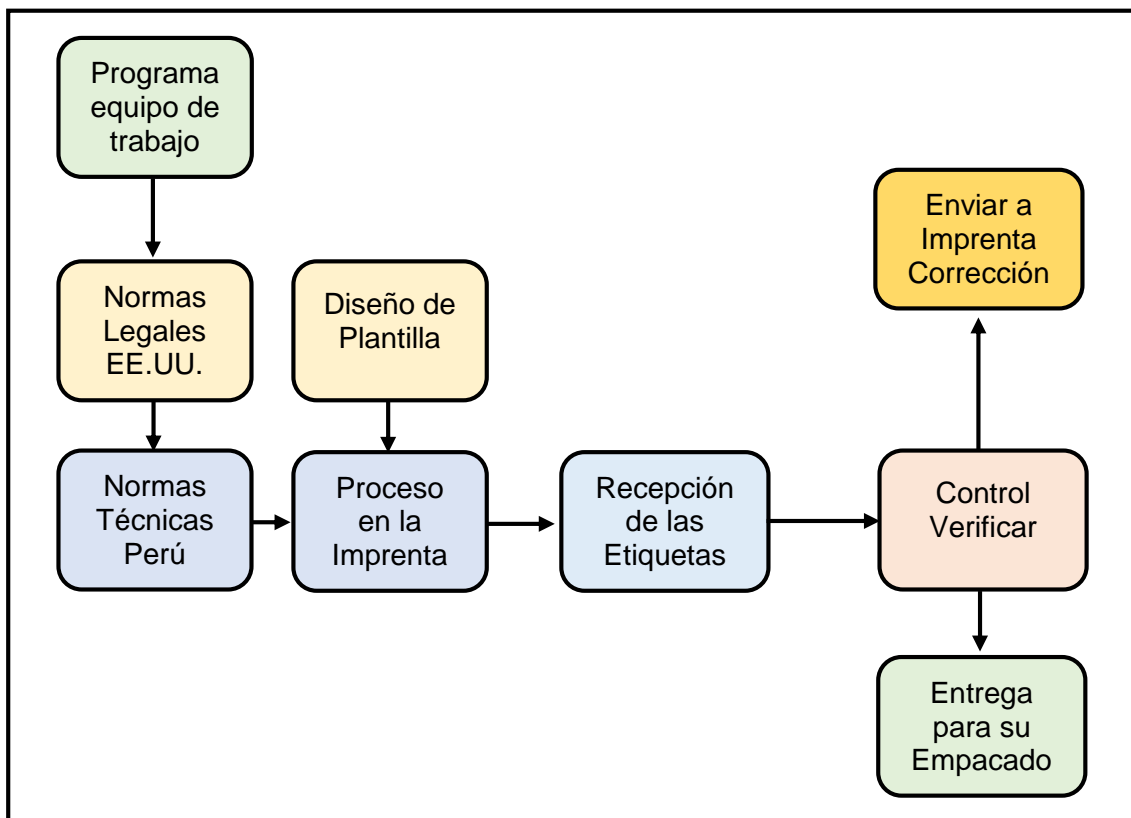 Programa
equipo de
trabajo
Enviar a
Imprenta
Corrección
Normas
Legales
EE.UU.
Diseño de
Plantilla
Normas
Técnicas
Perú
Proceso
en la
Imprenta
Recepción
de las
Etiquetas
Control
Verificar
Entrega
para su
Empacado